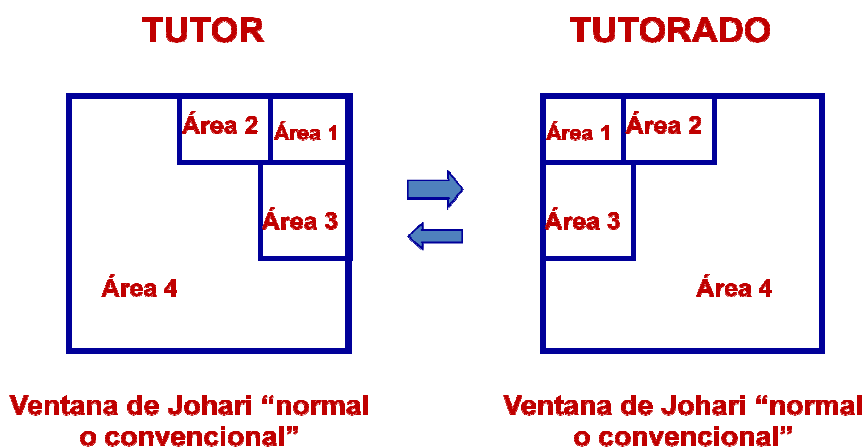 TUTOR
TUTORADO
Área 2
Área 1
Área 3
Área 4
Área 1
Área 2
Área 3
Área 4
Ventana de Johari “normal
o convencional”
Ventana de Johari “normal
o convencional”